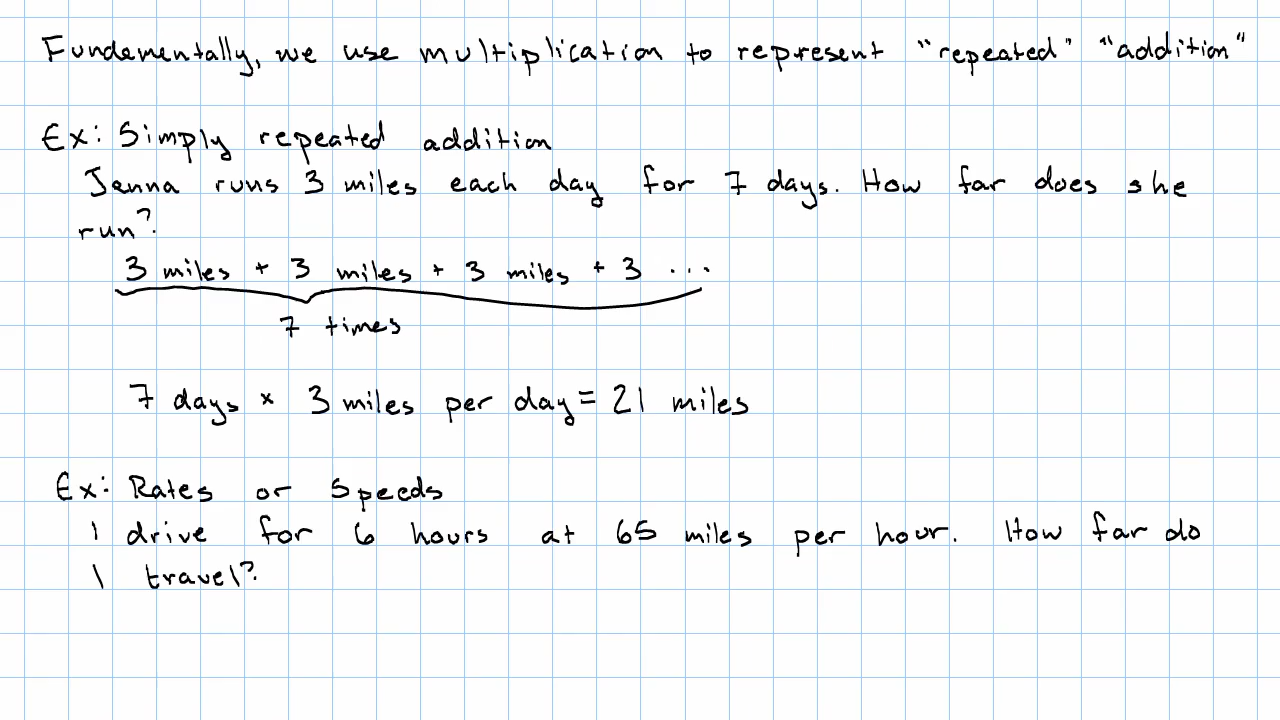 Fundamentally, we use multiplication to represent "repeated" "addition"
Ex: Simply repeated addition
Jenna runs 3 miles each day for 7 days. How far does she
run?
3 miles + 3 miles + 3 miles + 3 ...
7 times
7 days × 3 miles per day = 21 miles
Ex: Rates or Speeds
I drive for 6 hours at 65 miles per hour. How far do
I travel?